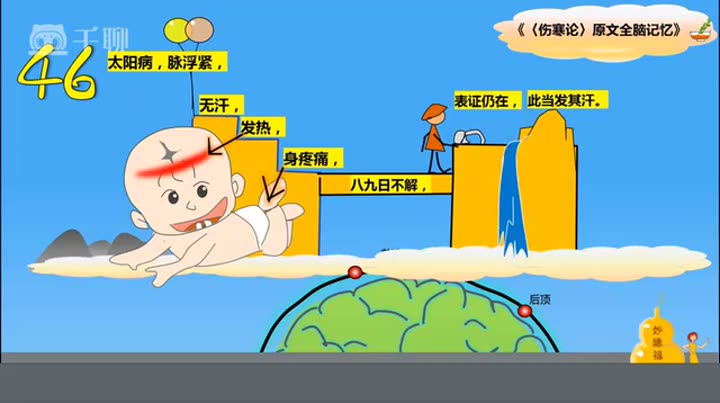 千聊
《〈伤寒论〉原文全脑记忆》
46
太阳病，脉浮紧，
无汗，
发热，
身疼痛，
八九日不解，
表证仍在，
此当发其汗。
后顶
妙
缘
福